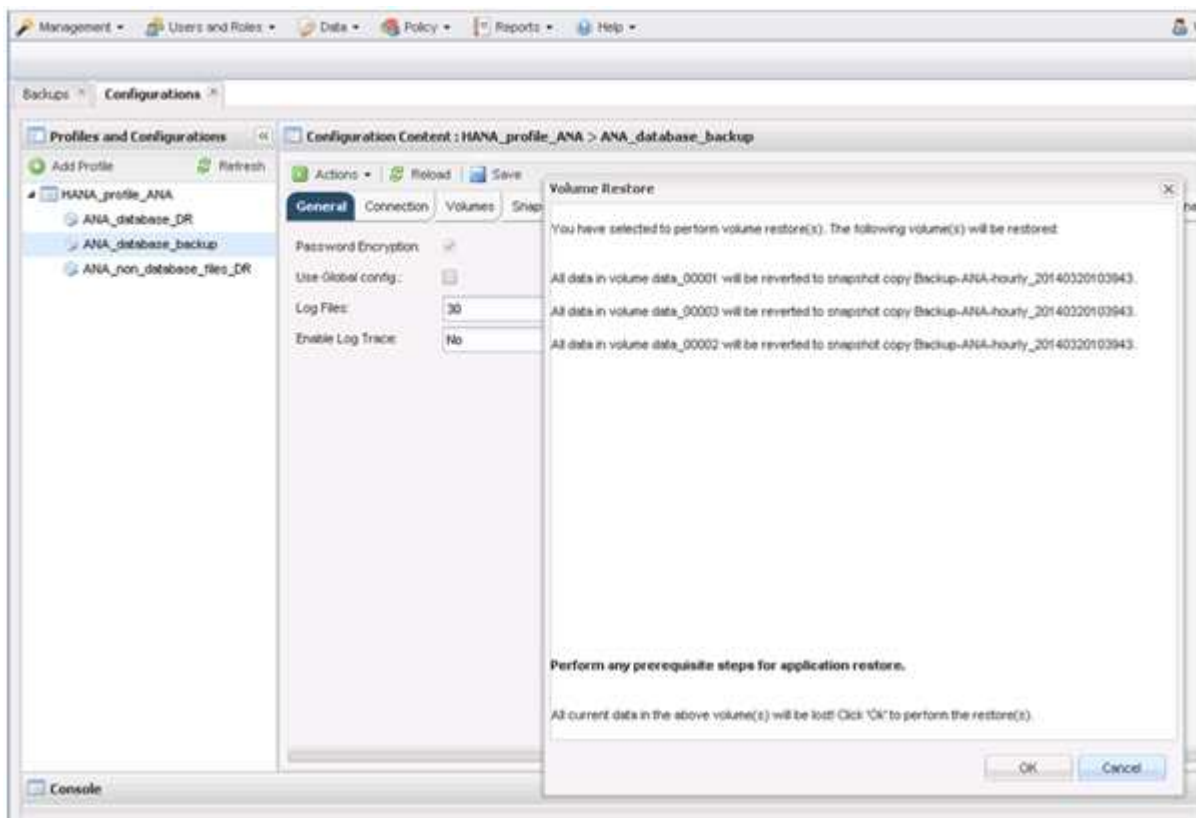 Management Users and Roles Data Policy Reports Help
Backups Configurations
Profiles and Configurations
Add Profile Refresh
HANA_profile_ANA
ANA_database_DR
ANA_database_backup
ANA_non_database_files_DR
Configuration Content : HANA_profile_ANA > ANA_database_backup
Actions Reload Save
General Connection Volumes Snap
Password Encryption:
Use Global config.:
Log Files: 30
Enable Log Trace: No
Volume Restore
You have selected to perform volume restore(s). The following volume(s) will be restored:
All data in volume data_00001 will be reverted to snapshot copy Backup-ANA-hourly_20140320103943.
All data in volume data_00003 will be reverted to snapshot copy Backup-ANA-hourly_20140320103943.
All data in volume data_00002 will be reverted to snapshot copy Backup-ANA-hourly_20140320103943.
Perform any prerequisite steps for application restore.
All current data in the above volume(s) will be lost! Click 'Ok' to perform the restore(s).
OK Cancel
Console